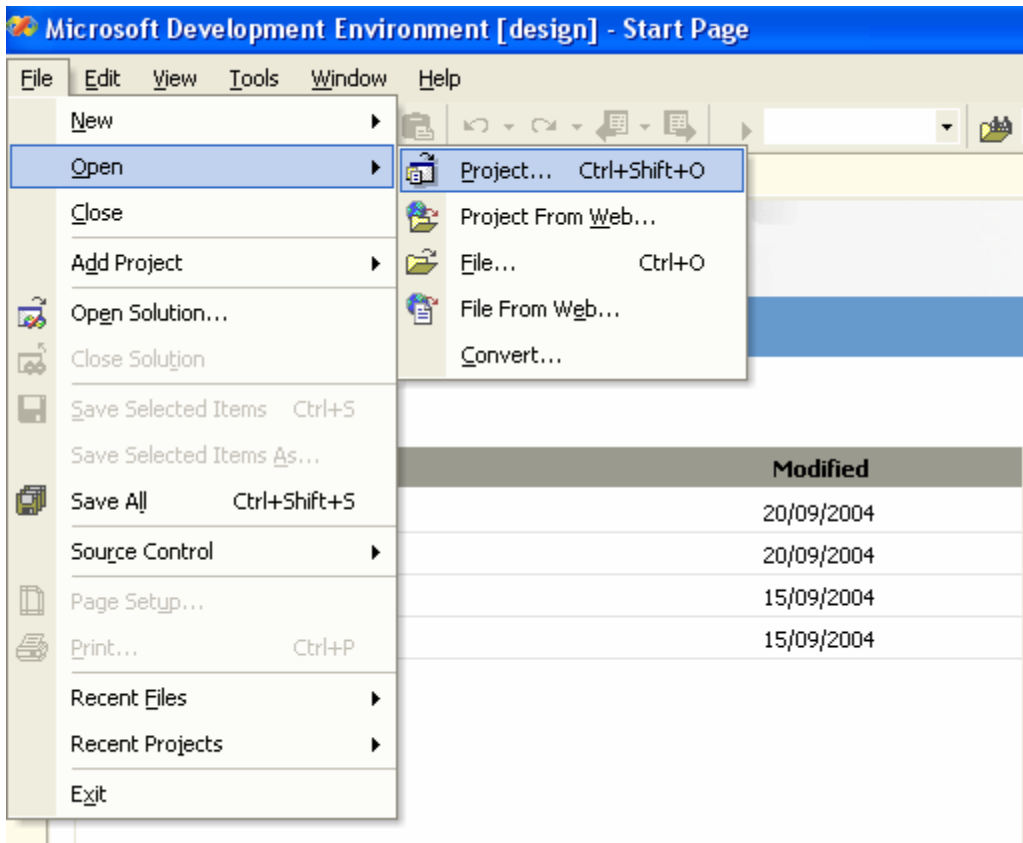 Microsoft Development Environment [design] - Start Page
File Edit View Tools Window Help
New
Open
Close
Add Project
Open Solution...
Close Solution
Save Selected Items Ctrl+S
Save Selected Items As...
Save All Ctrl+Shift+S
Source Control
Page Setup...
Print... Ctrl+P
Recent Files
Recent Projects
Exit
Project... Ctrl+Shift+O
Project From Web...
File... Ctrl+O
File From Web...
Convert...
Modified
20/09/2004
20/09/2004
15/09/2004
15/09/2004